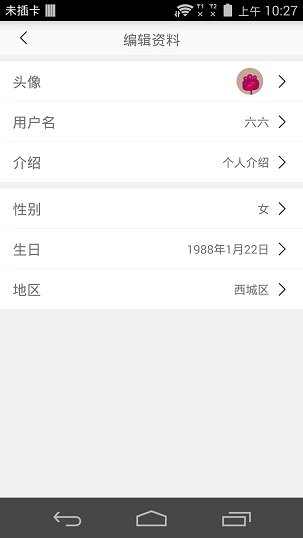 未插卡 T1 T2 上午 10:27
编辑资料
头像
用户名 六六
介绍 个人介绍
性别 女
生日 1988年1月22日
地区 西城区